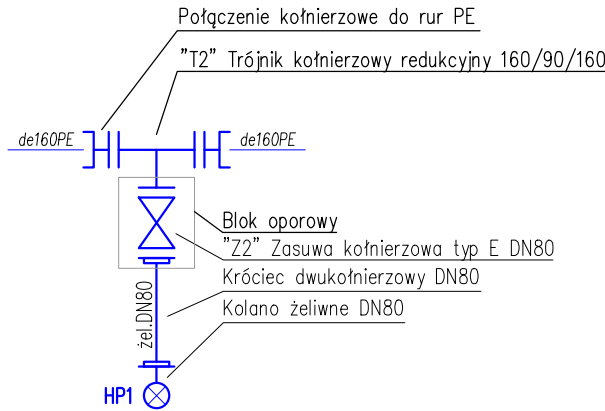 Połączenie kołnierzowe do rur PE
"T2" Trójnik kołnierzowy redukcyjny 160/90/160
de160PE
de160PE
Blok oporowy
"Z2" Zasuwa kołnierzowa typ E DN80
Króciec dwukołnierzowy DN80
żel.DN80
Kolano żeliwne DN80
HP1